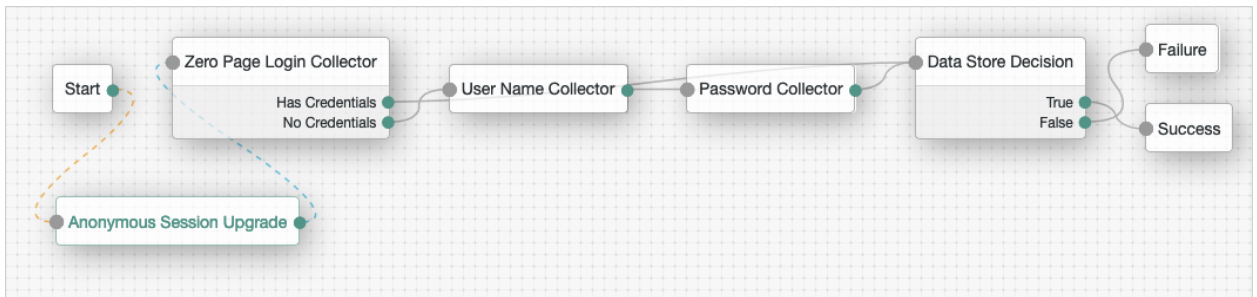 Start
Zero Page Login Collector
Has Credentials
No Credentials
User Name Collector
Password Collector
Data Store Decision
True
False
Failure
Success
Anonymous Session Upgrade